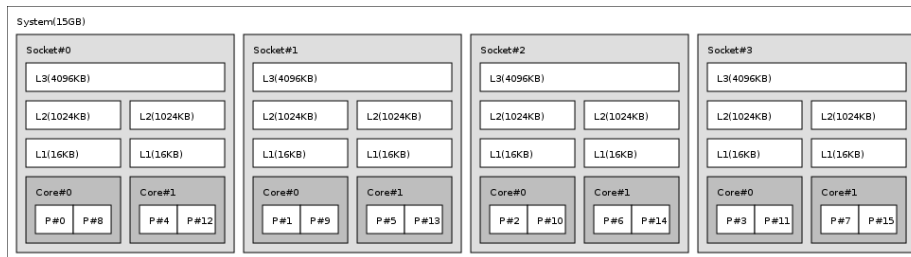 System(15GB)
Socket#0 Socket#1 Socket#2 Socket#3
L3(4096KB) L3(4096KB) L3(4096KB) L3(4096KB)
L2(1024KB) L2(1024KB) L2(1024KB) L2(1024KB) L2(1024KB) L2(1024KB) L2(1024KB) L2(1024KB)
L1(16KB) L1(16KB) L1(16KB) L1(16KB) L1(16KB) L1(16KB) L1(16KB) L1(16KB)
Core#0 Core#1 Core#0 Core#1 Core#0 Core#1 Core#0 Core#1
P#0 P#8 P#4 P#12 P#1 P#9 P#5 P#13 P#2 P#10 P#6 P#14 P#3 P#11 P#7 P#15